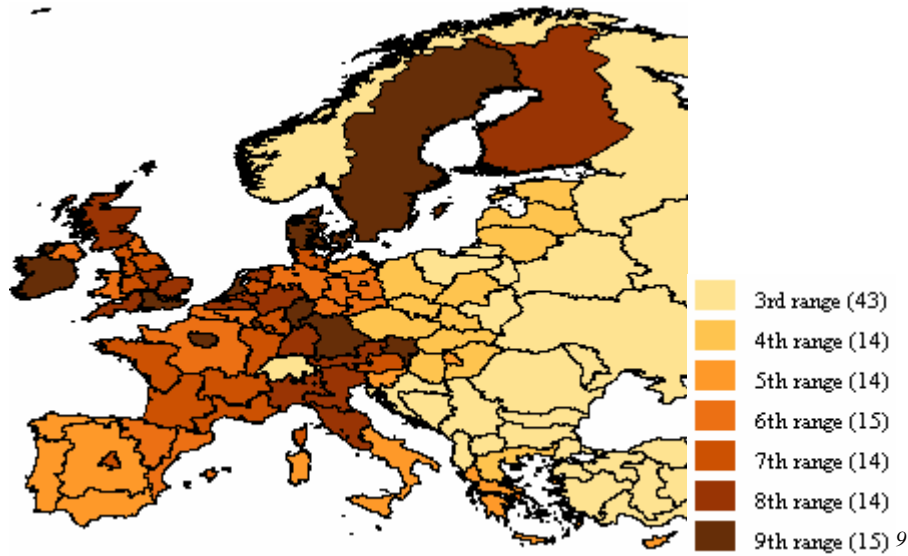 3rd range (43)
4th range (14)
5th range (14)
6th range (15)
7th range (14)
8th range (14)
9th range (15) 9